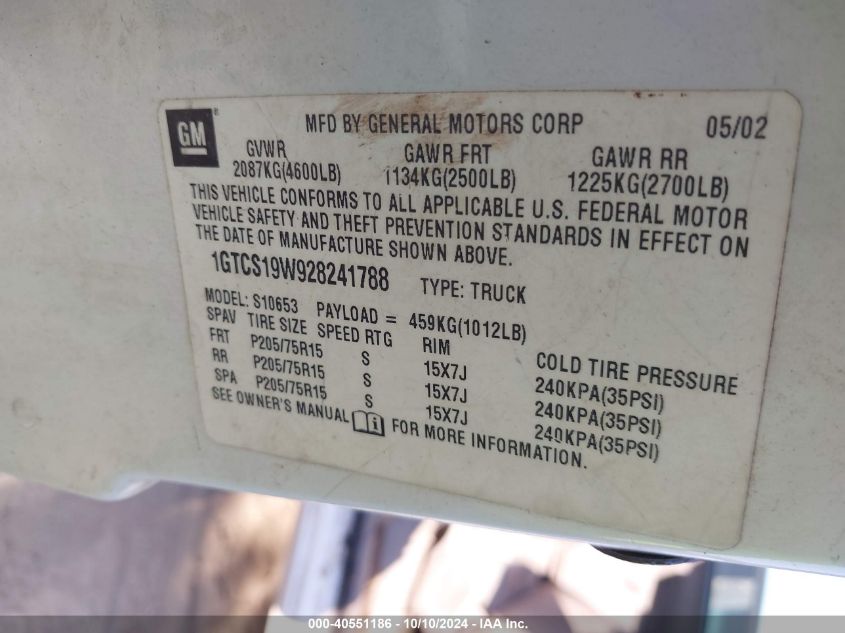 GM ®
MFD BY GENERAL MOTORS CORP 05/02
GVWR GAWR FRT GAWR RR
2087KG(4600LB) 1134KG(2500LB) 1225KG(2700LB)
THIS VEHICLE CONFORMS TO ALL APPLICABLE U.S. FEDERAL MOTOR
VEHICLE SAFETY AND THEFT PREVENTION STANDARDS IN EFFECT ON
THE DATE OF MANUFACTURE SHOWN ABOVE.
1GTCS19W928241788 TYPE: TRUCK
MODEL: S10653 PAYLOAD = 459KG(1012LB)
SPAV TIRE SIZE SPEED RTG RIM COLD TIRE PRESSURE
FRT P205/75R15 S 15X7J 240KPA(35PSI)
RR P205/75R15 S 15X7J 240KPA(35PSI)
SPA P205/75R15 S 15X7J 240KPA(35PSI)
SEE OWNER'S MANUAL FOR MORE INFORMATION.
000-40551186 - 10/10/2024 - IAA Inc.